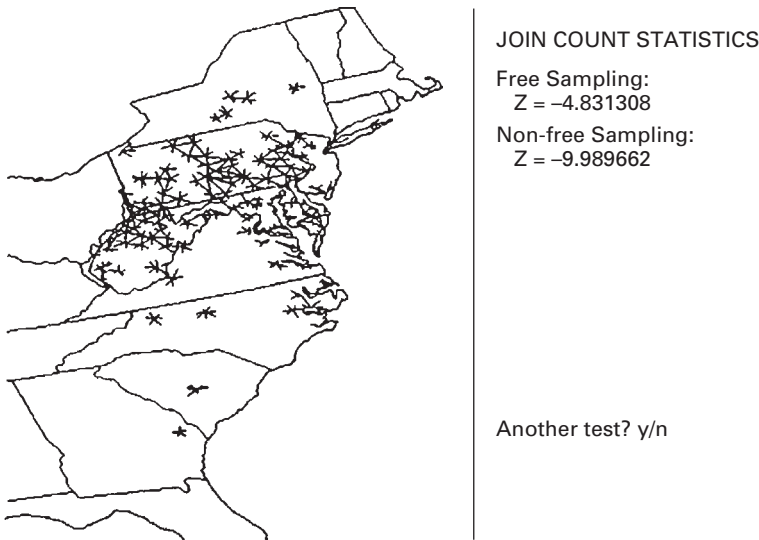 JOIN COUNT STATISTICS
Free Sampling:
Z = –4.831308
Non-free Sampling:
Z = –9.989662
Another test? y/n